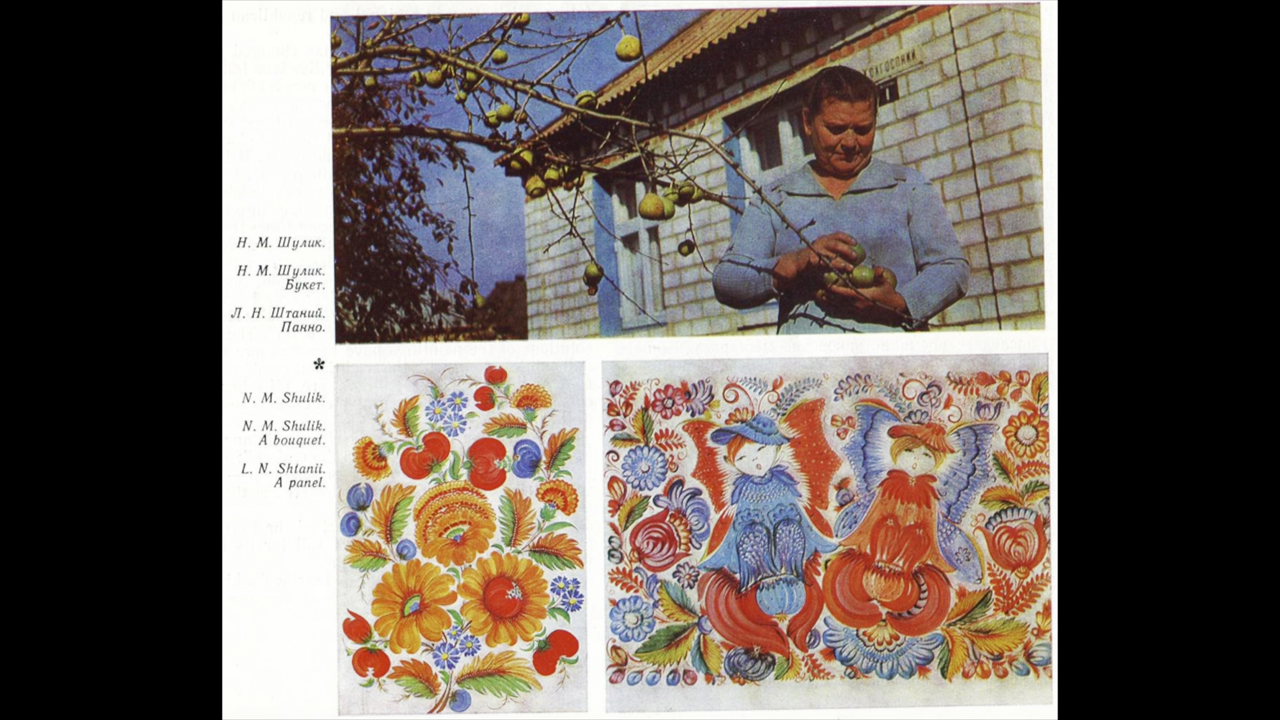 Н. М. Шулик.
Н. М. Шулик.
Букет.
Л. Н. Штаний.
Панно.
*
N. M. Shulik.
N. M. Shulik.
A bouquet.
L. N. Shtanii.
A panel.